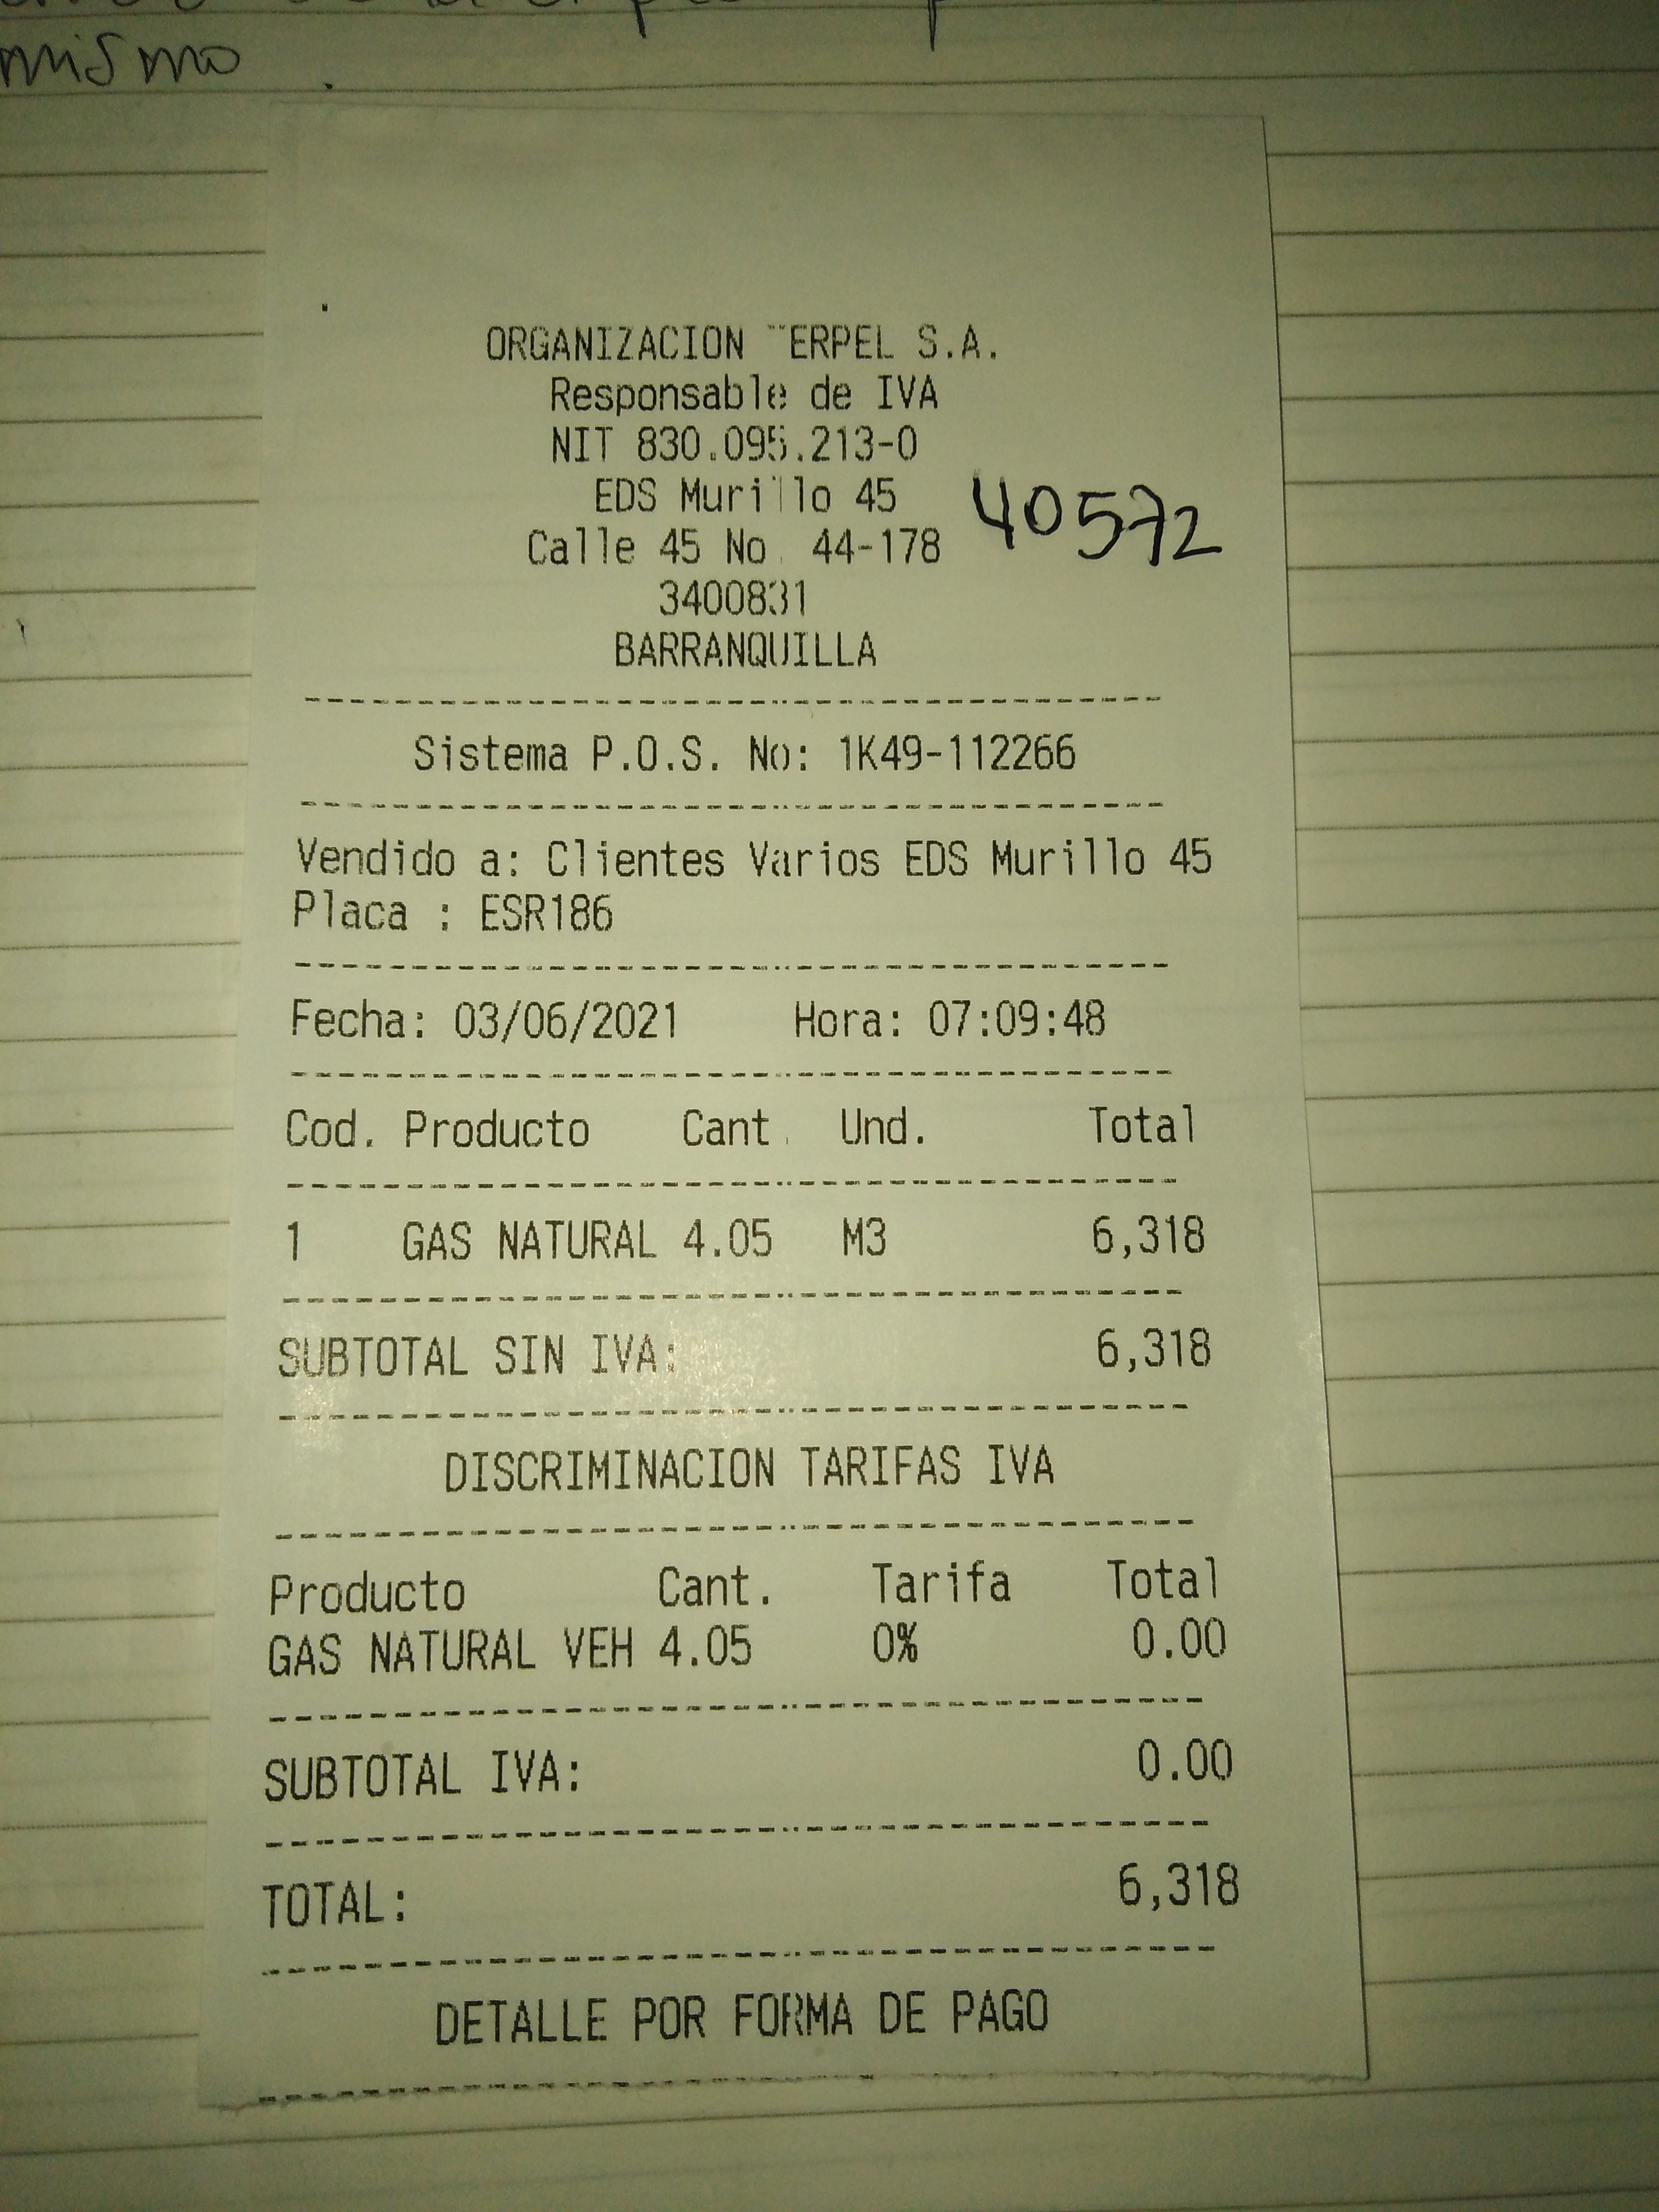 mismo.
ORGANIZACION TERPEL S.A.
Responsable de IVA
NIT 830.095.213-0
EDS Murillo 45
40572
Calle 45 No. 44-178
3400831
BARRANQUILLA
Sistema P.O.S. No: 1K49-112266
Vendido a: Clientes Varios EDS Murillo 45
Placa : ESR186
Fecha: 03/06/2021 Hora: 07:09:48
Cod. Producto Cant. Und. Total
1 GAS NATURAL 4.05 M3 6,318
SUBTOTAL SIN IVA: 6,318
DISCRIMINACION TARIFAS IVA
Producto Cant. Tarifa Total
GAS NATURAL VEH 4.05 0% 0.00
SUBTOTAL IVA: 0.00
TOTAL: 6,318
DETALLE POR FORMA DE PAGO